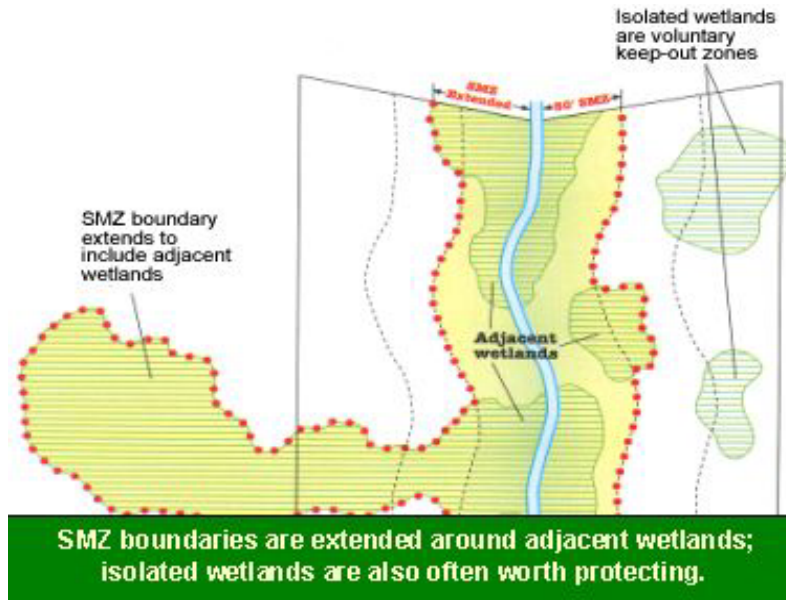 Isolated wetlands
are voluntary
keep-out zones
SMZ
Extended
50' SMZ
SMZ boundary
extends to
include adjacent
wetlands
Adjacent
wetlands
SMZ boundaries are extended around adjacent wetlands;
isolated wetlands are also often worth protecting.